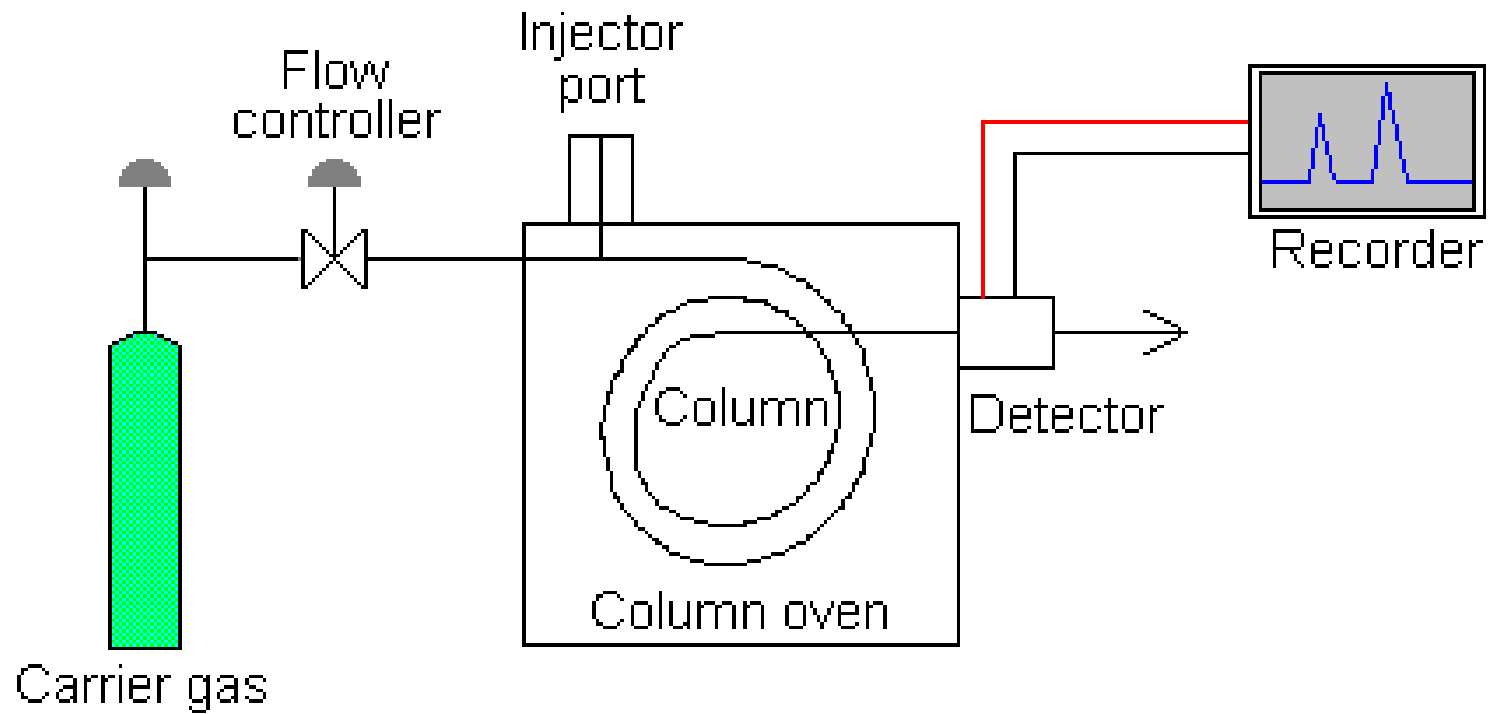 Injector
port
Flow
controller
Recorder
Column
Detector
Column oven
Carrier gas